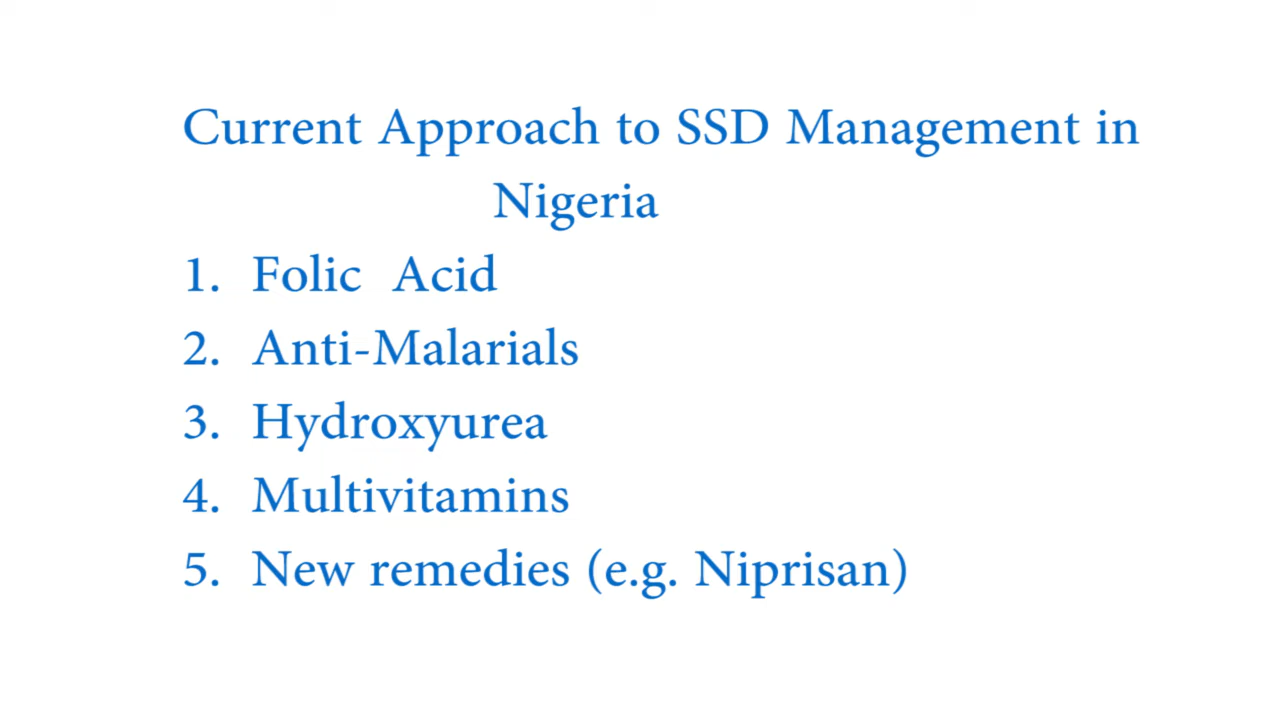 Current Approach to SSD Management in
Nigeria
1. Folic Acid
2. Anti-Malarials
3. Hydroxyurea
4. Multivitamins
5. New remedies (e.g. Niprisan)